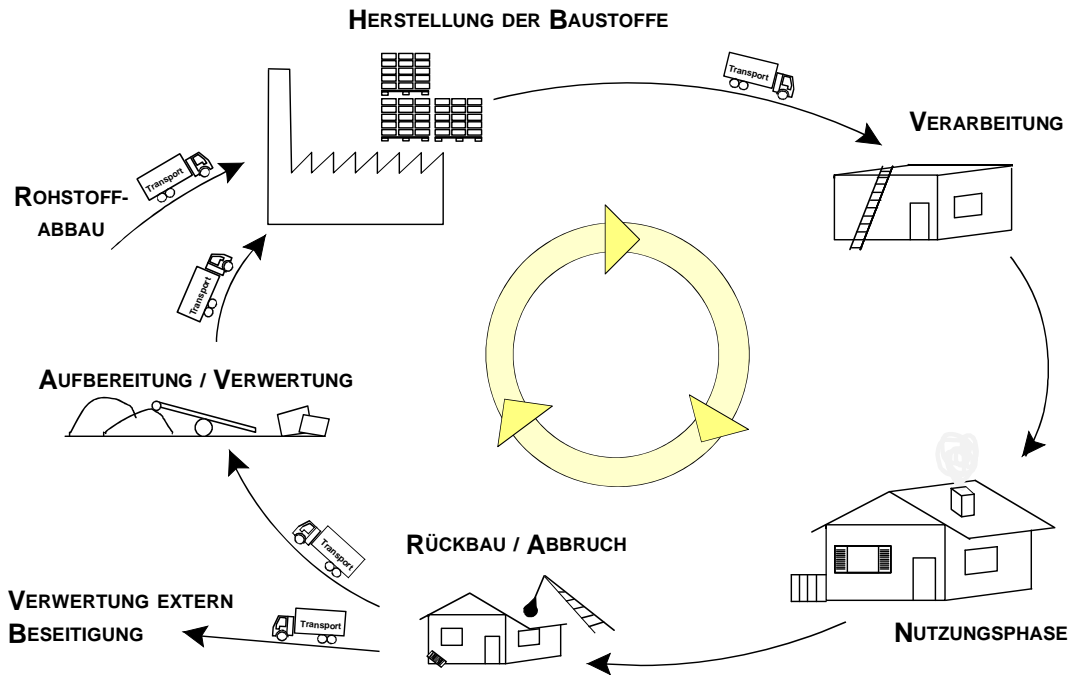 HERSTELLUNG DER BAUSTOFFE
Transport
VERARBEITUNG
Transport
ROHSTOFF-
ABBAU
Transport
AUFBEREITUNG / VERWERTUNG
RÜCKBAU / ABBRUCH
Transport
VERWERTUNG EXTERN
BESEITIGUNG
Transport
NUTZUNGSPHASE